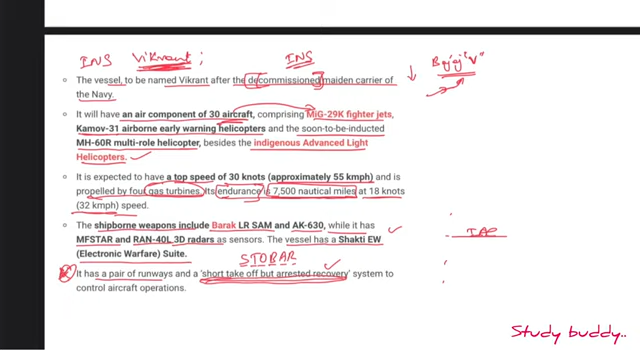 INS Vikrant ; INS Bajaj "V"
The vessel, to be named Vikrant after the decommissioned maiden carrier of
the Navy.
It will have an air component of 30 aircraft, comprising MiG-29K fighter jets,
Kamov-31 airborne early warning helicopters and the soon-to-be-inducted
MH-60R multi-role helicopter, besides the indigenous Advanced Light
Helicopters.
It is expected to have a top speed of 30 knots (approximately 55 kmph) and is
propelled by four gas turbines. Its endurance is 7,500 nautical miles at 18 knots
(32 kmph) speed.
The shipborne weapons include Barak LR SAM and AK-630, while it has
MFSTAR and RAN-40L 3D radars as sensors. The vessel has a Shakti EW
(Electronic Warfare) Suite.
STOBAR
It has a pair of runways and a 'short take off but arrested recovery' system to
control aircraft operations.
Study buddy..